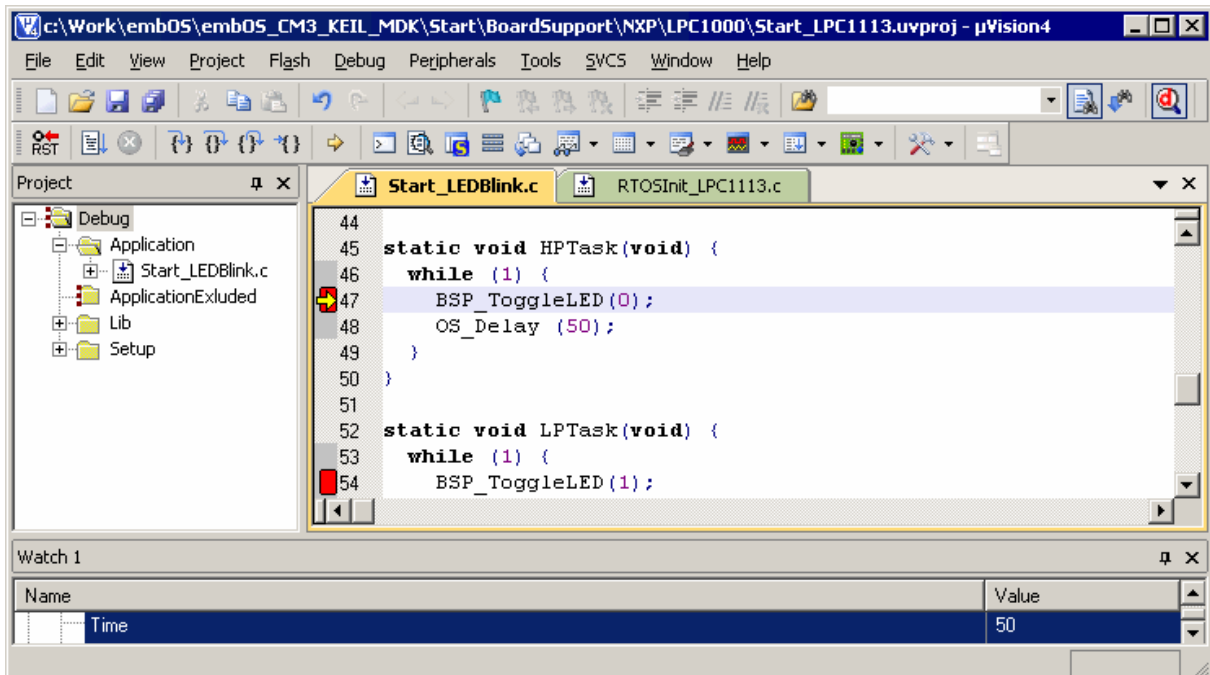 c:\Work\embOS\embOS_CM3_KEIL_MDK\Start\BoardSupport\NXP\LPC1000\Start_LPC1113.uvproj - µVision4
File Edit View Project Flash Debug Peripherals Tools SVCS Window Help
RST
Project
Debug
Application
Start_LEDBlink.c
ApplicationExluded
Lib
Setup
Start_LEDBlink.c RTOSInit_LPC1113.c
44
45 static void HPTask(void) {
46 while (1) {
47 BSP_ToggleLED(0);
48 OS_Delay (50);
49 }
50 }
51
52 static void LPTask(void) {
53 while (1) {
54 BSP_ToggleLED(1);
Watch 1
Name Value
Time 50